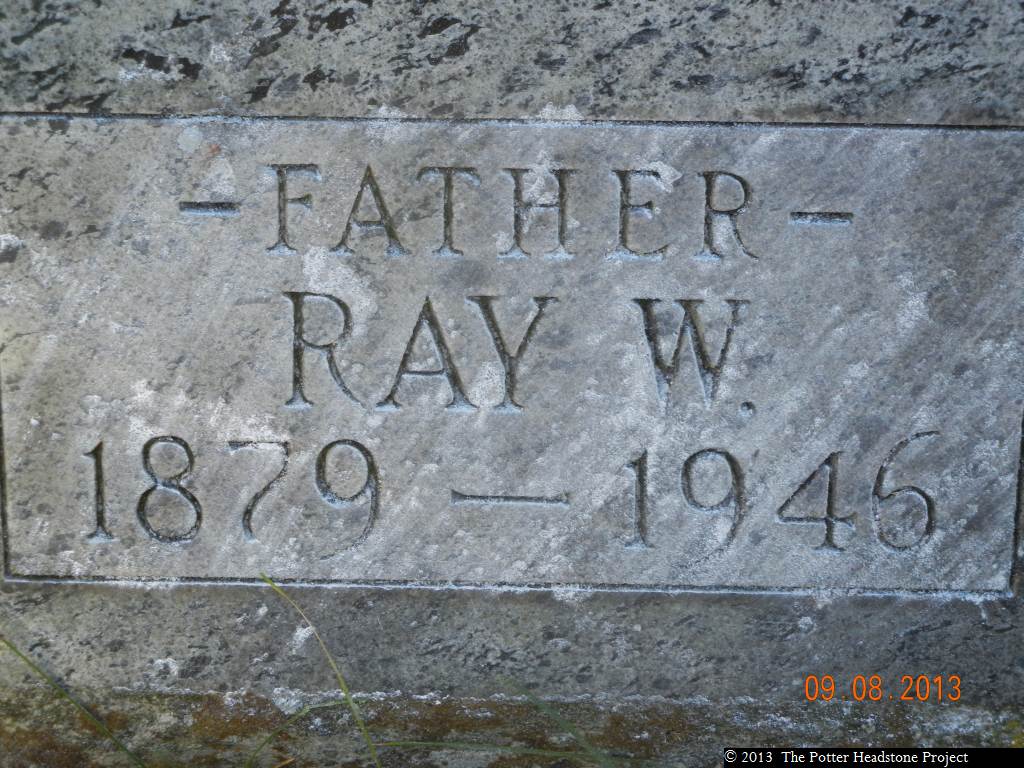 - FATHER -
RAY W.
1879 — 1946
09.08.2013
© 2013 The Potter Headstone Project